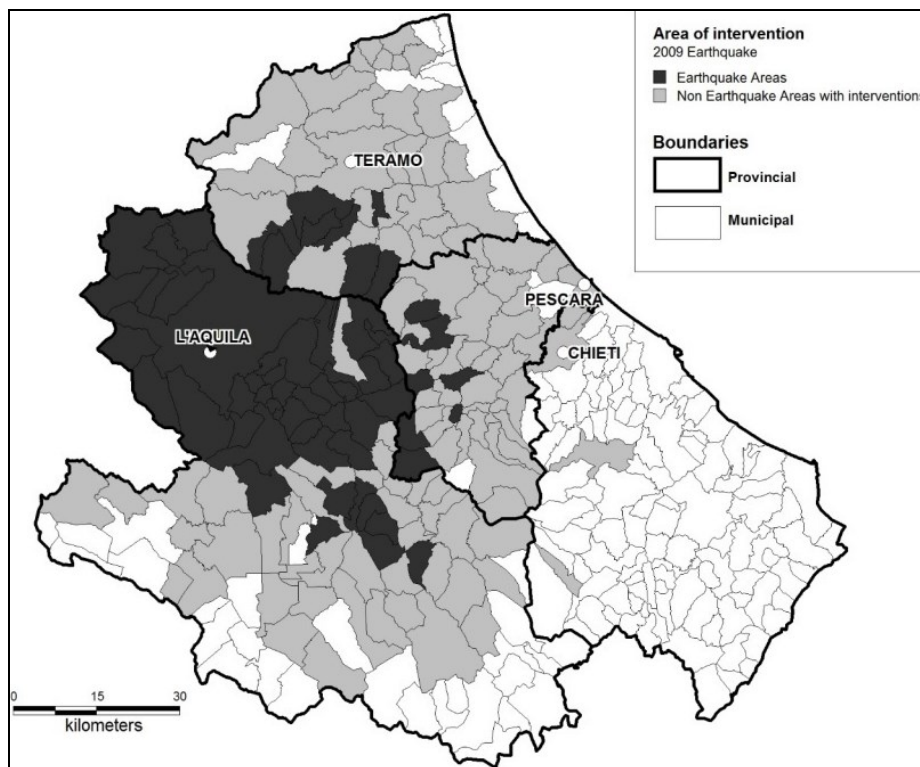 Area of intervention
2009 Earthquake
Earthquake Areas
Non Earthquake Areas with interventions
Boundaries
Provincial
Municipal
TERAMO
PESCARA
L'AQUILA
CHIETI
0 15 30
kilometers